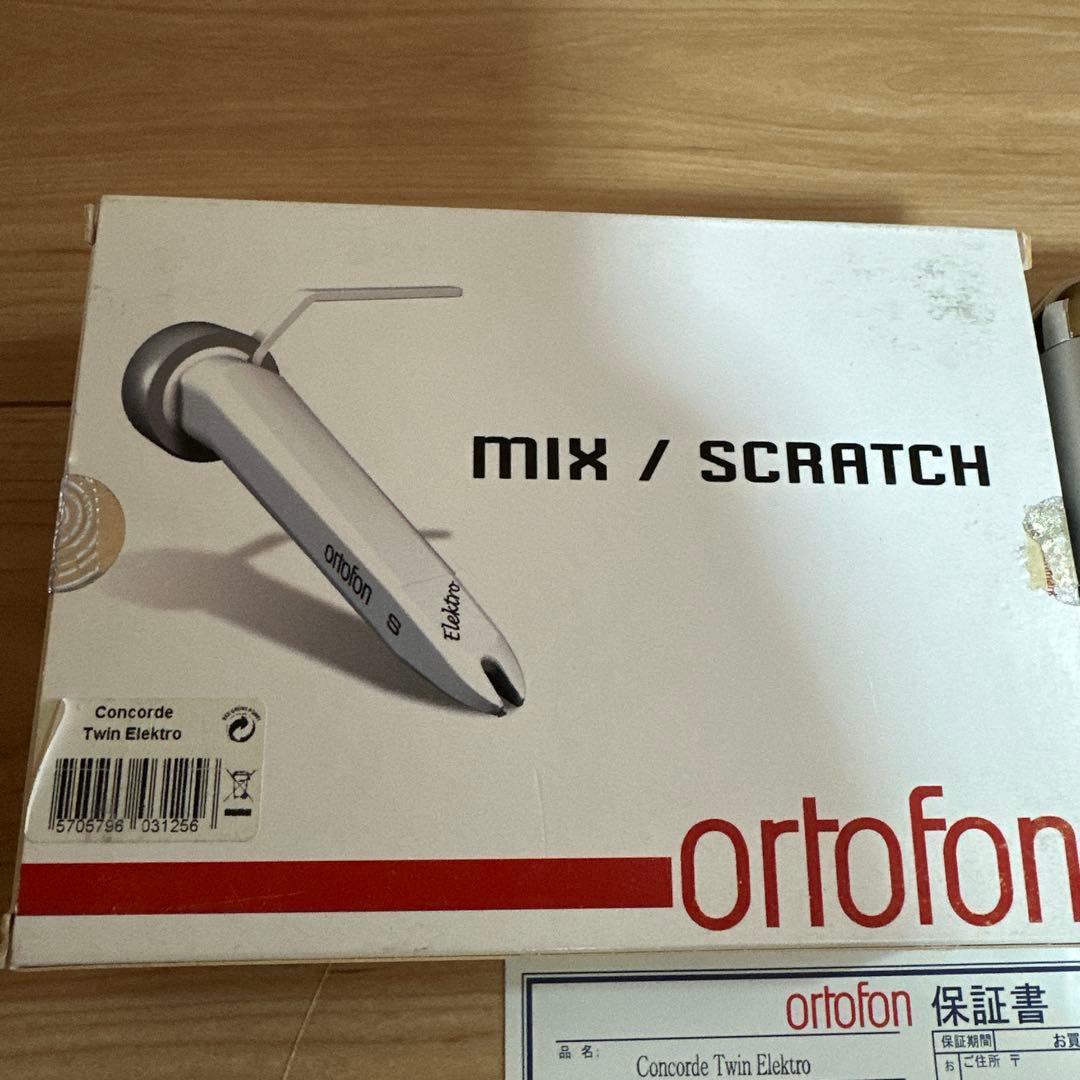 MIX / SCRATCH
ortofon S
Elektro
Concorde
Twin Elektro
5705796 031256
ortofon
ortofon 保証書
保証期間 お買
品名: Concorde Twin Elektro
お ご住所 〒